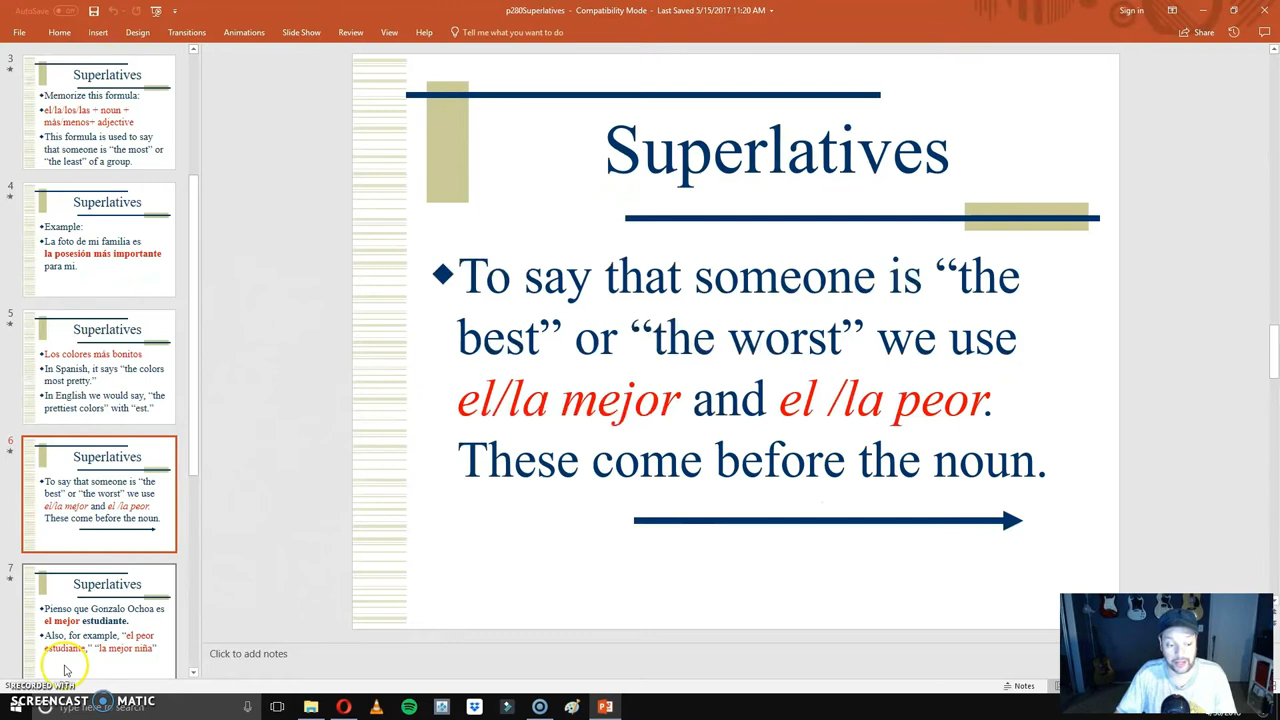 AutoSave
Off
p280Superlatives - Compatibility Mode - Last Saved 5/15/2017 11:20 AM
Sign in
File Home Insert Design Transitions Animations Slide Show Review View Help Tell me what you want to do
Share
3
Superlatives
Memorize this formula:
el/la/los/las + noun +
más/menos+ adjective
This formula is used to say
that someone is “the most” or
“the least” of a group.
4
Superlatives
Example:
La foto de mi familia es
la posesión más importante
para mi.
5
Superlatives
Los colores más bonitos
In Spanish, it says “the colors
most pretty.”
In English we would say, “the
prettiest colors” with “est.”
6
Superlatives
To say that someone is “the
best” or “the worst” we use
el/la mejor and el /la peor.
These come before the noun.
7
Superlatives
Pienso que Gonzalo Ochoa es
el mejor estudiante.
Also, for example, “el peor
estudiante,” “la mejor niña”
Superlatives
To say that someone is “the
best” or “the worst” we use
el/la mejor and el /la peor.
These come before the noun.
Click to add notes
Notes
RECORDED WITH
SCREENCAST MATIC
Type here to search